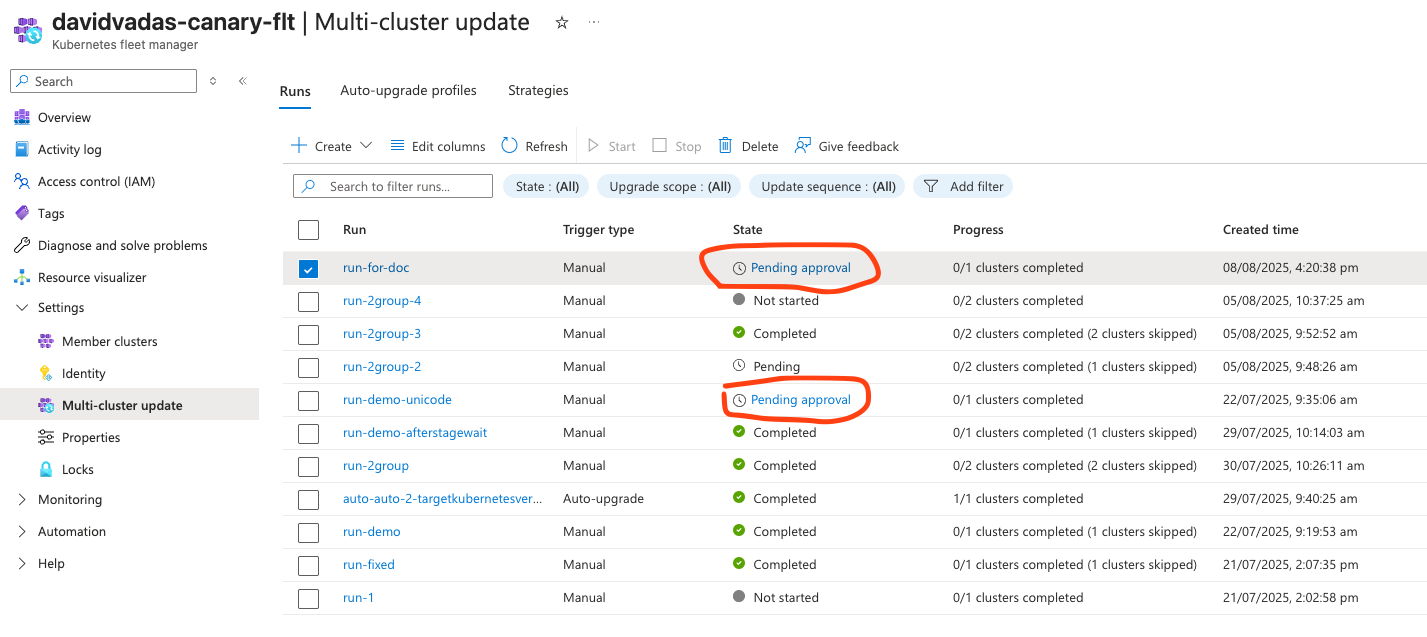 davidvadas-canary-flt | Multi-cluster update
Kubernetes fleet manager
Search
Overview
Activity log
Access control (IAM)
Tags
Diagnose and solve problems
Resource visualizer
Settings
Member clusters
Identity
Multi-cluster update
Properties
Locks
Monitoring
Automation
Help
Runs Auto-upgrade profiles Strategies
Create Edit columns Refresh Start Stop Delete Give feedback
Search to filter runs... State : (All) Upgrade scope : (All) Update sequence : (All) Add filter
Run Trigger type State Progress Created time
run-for-doc Manual Pending approval 0/1 clusters completed 08/08/2025, 4:20:38 pm
run-2group-4 Manual Not started 0/2 clusters completed 05/08/2025, 10:37:25 am
run-2group-3 Manual Completed 0/2 clusters completed (2 clusters skipped) 05/08/2025, 9:52:52 am
run-2group-2 Manual Pending 0/2 clusters completed (1 clusters skipped) 05/08/2025, 9:48:26 am
run-demo-unicode Manual Pending approval 0/1 clusters completed 22/07/2025, 9:35:06 am
run-demo-afterstagewait Manual Completed 0/1 clusters completed (1 clusters skipped) 29/07/2025, 10:14:03 am
run-2group Manual Completed 0/2 clusters completed (2 clusters skipped) 30/07/2025, 10:26:11 am
auto-auto-2-targetkubernetesver... Auto-upgrade Completed 1/1 clusters completed 29/07/2025, 9:40:25 am
run-demo Manual Completed 0/1 clusters completed (1 clusters skipped) 22/07/2025, 9:19:53 am
run-fixed Manual Completed 0/1 clusters completed (1 clusters skipped) 21/07/2025, 2:07:35 pm
run-1 Manual Not started 0/1 clusters completed 21/07/2025, 2:02:58 pm